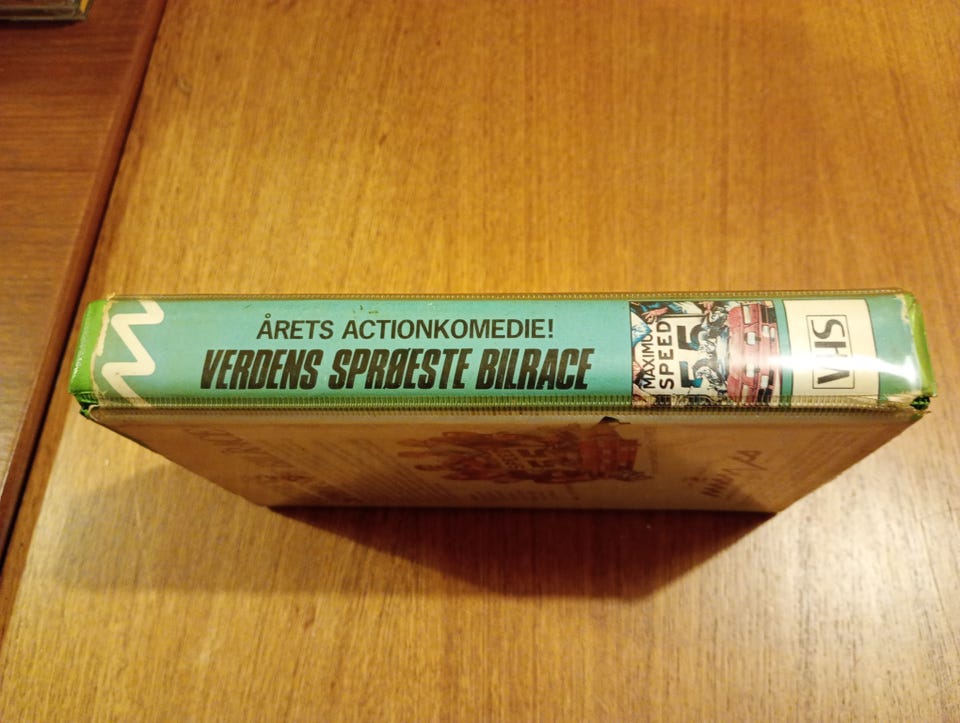 ÅRETS ACTIONKOMEDIE!
VERDENS SPRØESTE BILRACE
MAXIMUM
SPEED
55
VHS